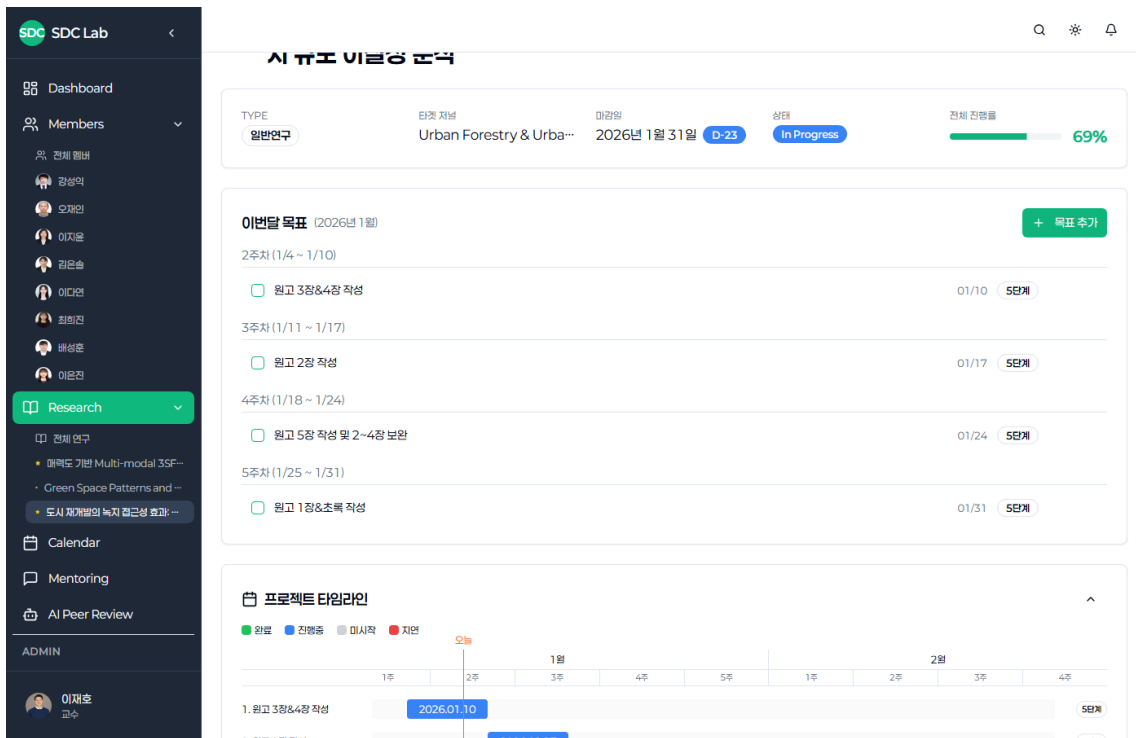 SDC SDC Lab
Dashboard
Members
전체 멤버
강성익
오재인
이지윤
김은솔
이다연
최희진
배성훈
이은진
Research
전체 연구
매력도 기반 Multi-modal 3SF···
Green Space Patterns and ···
도시 재개발의 녹지 접근성 효과: ···
Calendar
Mentoring
AI Peer Review
ADMIN
이재호
교수
TYPE
일반연구
타겟 저널
Urban Forestry & Urba···
마감일
2026년 1월 31일 D-23
상태
In Progress
전체 진행률
69%
이번달 목표 (2026년 1월)
+ 목표 추가
2주차 (1/4 ~ 1/10)
원고 3장&4장 작성 01/10 5단계
3주차 (1/11 ~ 1/17)
원고 2장 작성 01/17 5단계
4주차 (1/18 ~ 1/24)
원고 5장 작성 및 2~4장 보완 01/24 5단계
5주차 (1/25 ~ 1/31)
원고 1장&초록 작성 01/31 5단계
프로젝트 타임라인
완료 진행중 미시작 지연
오늘
1월 2월
1주 2주 3주 4주 5주 1주 2주 3주 4주
1. 원고 3장&4장 작성 2026.01.10 5단계